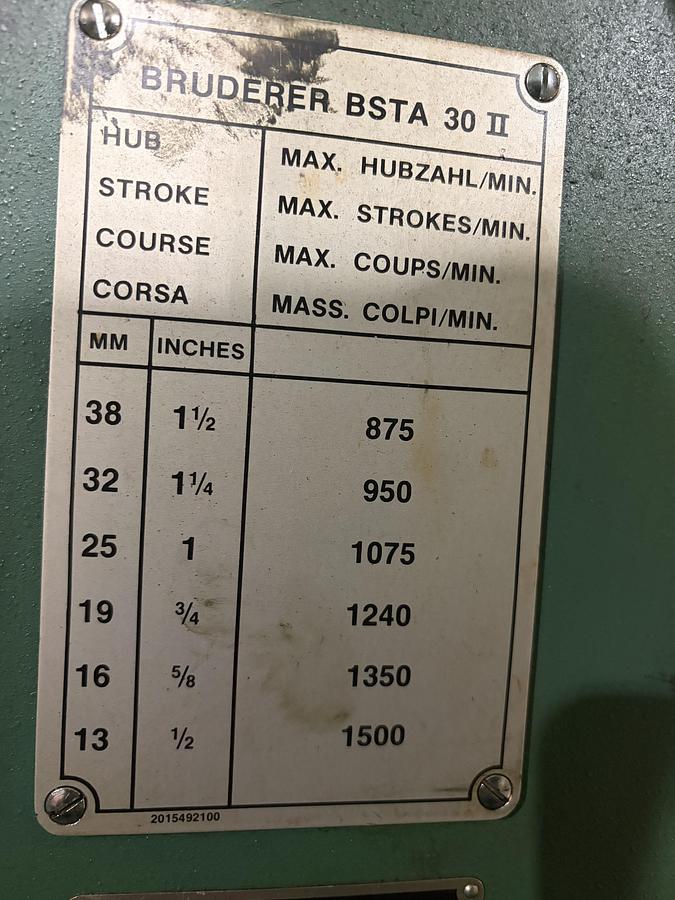 BRUDERER BSTA 30 II
HUB
STROKE
COURSE
CORSA
MAX. HUBZAHL/MIN.
MAX. STROKES/MIN.
MAX. COUPS/MIN.
MASS. COLPI/MIN.
MM INCHES
38 1½ 875
32 1¼ 950
25 1 1075
19 ¾ 1240
16 ⅝ 1350
13 ½ 1500
2015492100